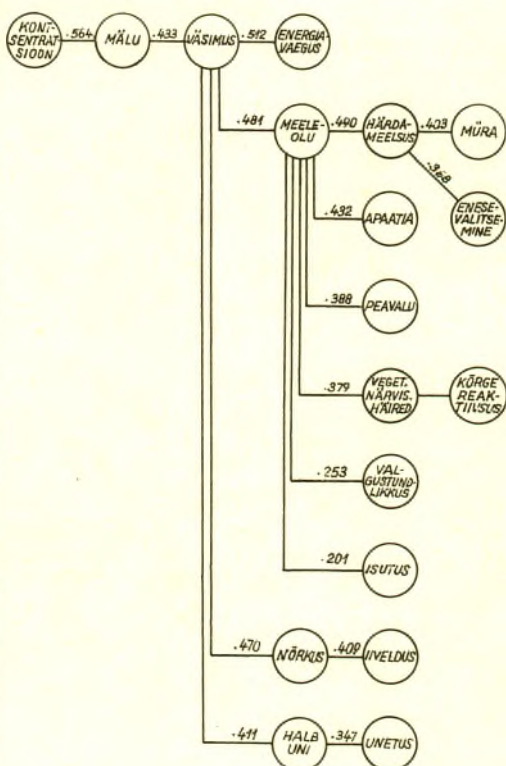 KONT-
SENTRAT-
SIOON
.564
MÄLU
.433
VÄSIMUS
.512
ENERGIA-
VAEGUS
.481
MEELE-
OLU
.490
HÄRDA-
MEELSUS
.403
MÜRA
.368
ENESE-
VALITSE-
MINE
.432
APAATIA
.388
PEAVALU
.379
VEGET.
NÄRVIS.
HÄIRED
KÕRGE
REAK-
TIIVSUS
.253
VAL-
GUSTUND-
LIKKUS
.201
ISUTUS
.470
NÕRKUS
.409
IIVELDUS
.411
HALB
UNI
.347
UNETUS